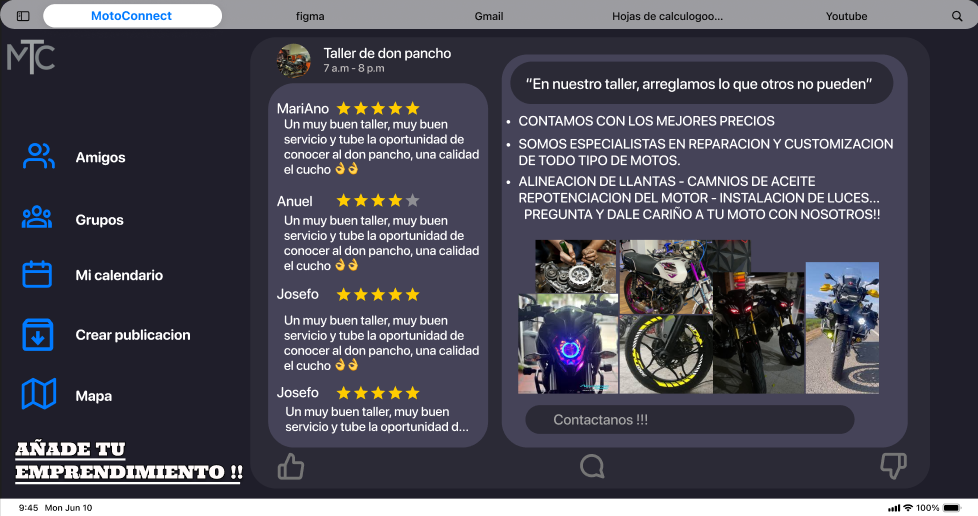 MotoConnect
figma
Gmail
Hojas de calculogoo...
Youtube
MTC
Taller de don pancho
7 a.m - 8 p.m
Amigos
Grupos
Mi calendario
Crear publicacion
Mapa
AÑADE TU
EMPRENDIMIENTO !!
MariAno
Un muy buen taller, muy buen
servicio y tube la oportunidad de
conocer al don pancho, una calidad
el cucho 👌👌
Anuel
Un muy buen taller, muy buen
servicio y tube la oportunidad de
conocer al don pancho, una calidad
el cucho 👌👌
Josefo
Un muy buen taller, muy buen
servicio y tube la oportunidad de
conocer al don pancho, una calidad
el cucho 👌👌
Josefo
Un muy buen taller, muy buen
servicio y tube la oportunidad d...
“En nuestro taller, arreglamos lo que otros no pueden”
• CONTAMOS CON LOS MEJORES PRECIOS
• SOMOS ESPECIALISTAS EN REPARACION Y CUSTOMIZACION
DE TODO TIPO DE MOTOS.
• ALINEACION DE LLANTAS - CAMNIOS DE ACEITE
REPOTENCIACION DEL MOTOR - INSTALACION DE LUCES...
PREGUNTA Y DALE CARIÑO A TU MOTO CON NOSOTROS!!
Contactanos !!!
9:45 Mon Jun 10
100%